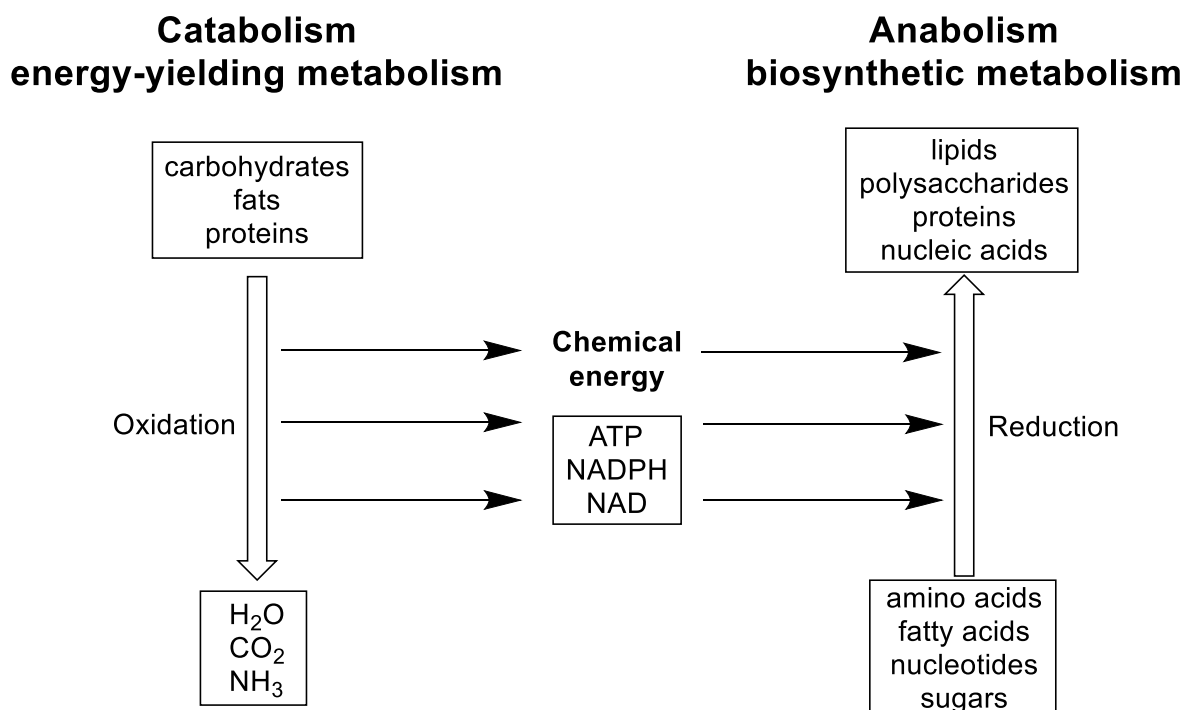 Catabolism
energy-yielding metabolism
Anabolism
biosynthetic metabolism
carbohydrates
fats
proteins
lipids
polysaccharides
proteins
nucleic acids
Chemical
energy
Oxidation
ATP
NADPH
NAD
Reduction
H₂O
CO₂
NH₃
amino acids
fatty acids
nucleotides
sugars